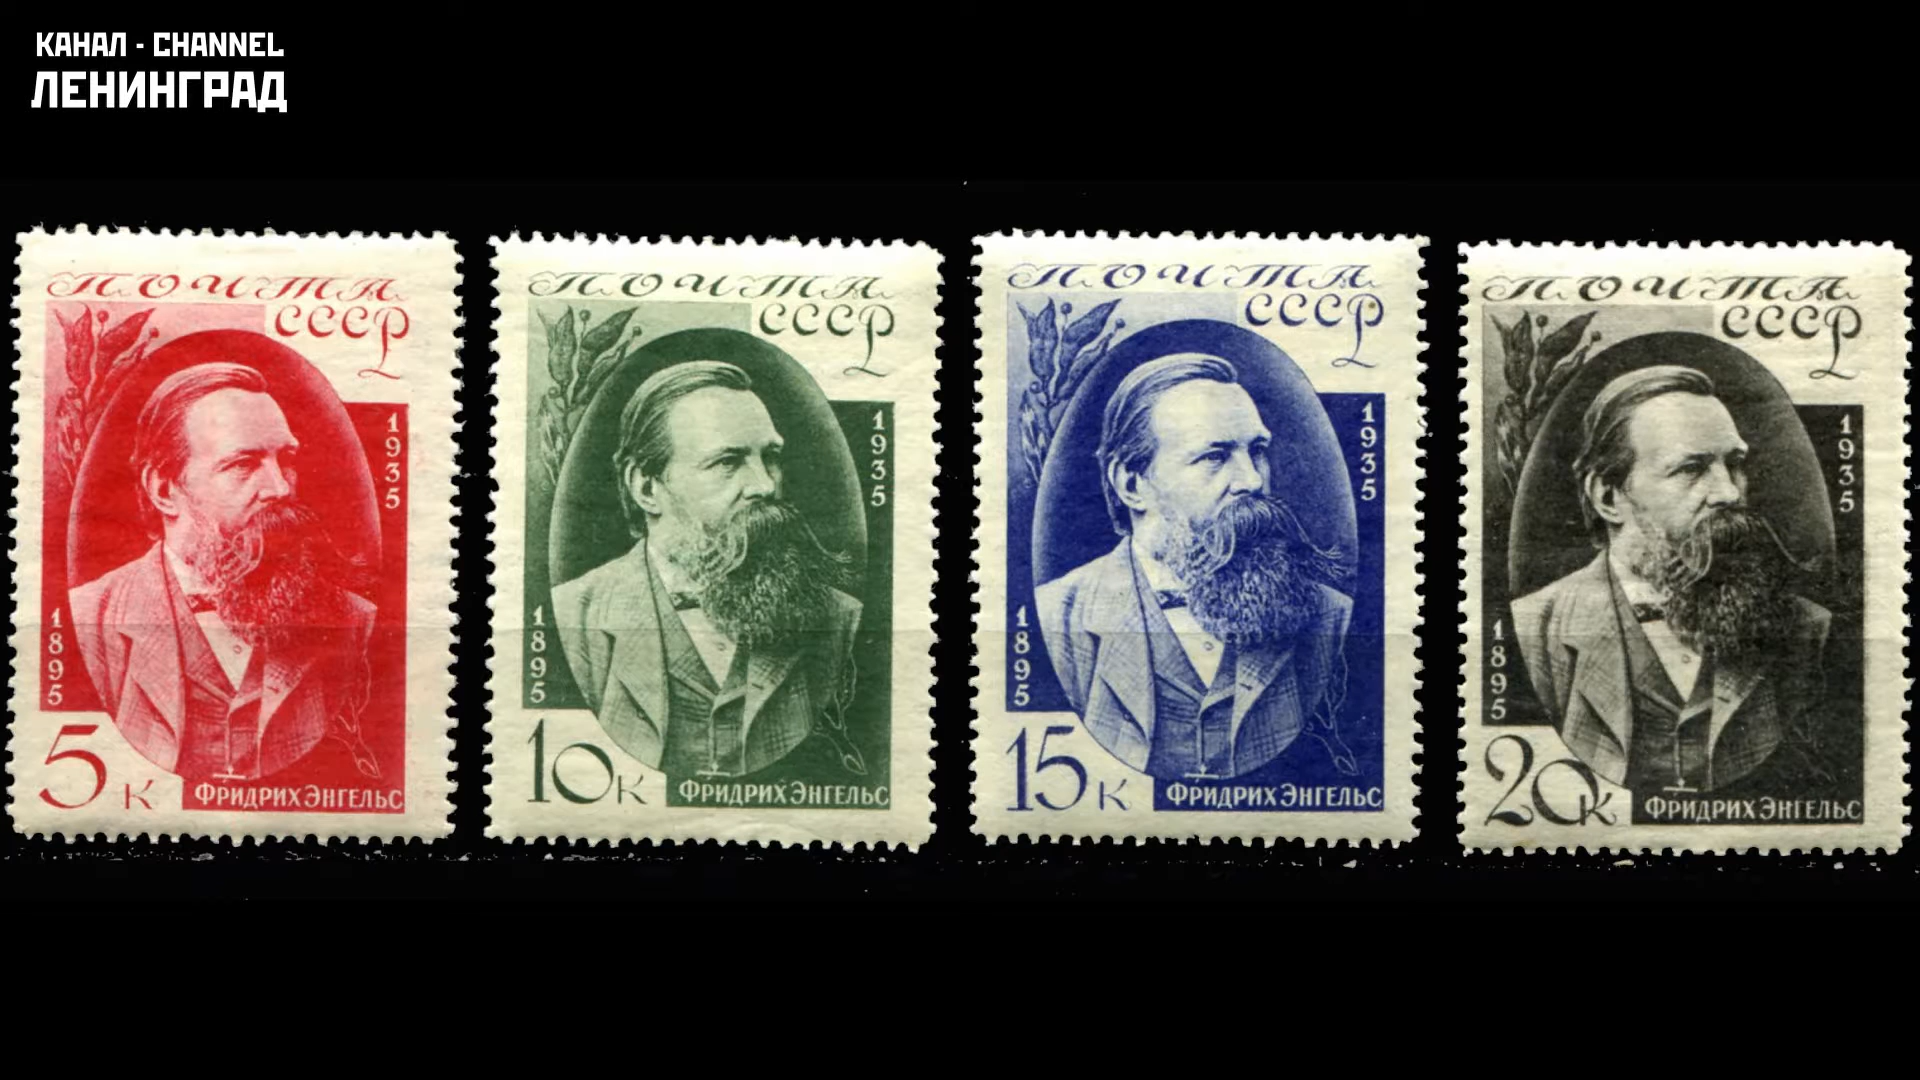 КАНАЛ - CHANNEL
ЛЕНИНГРАД
ПОЧТА
СССР
1935
1895
5 к
ФРИДРИХ ЭНГЕЛЬС
ПОЧТА
СССР
1935
1895
10 к
ФРИДРИХ ЭНГЕЛЬС
ПОЧТА
СССР
1935
1895
15 к
ФРИДРИХ ЭНГЕЛЬС
ПОЧТА
СССР
1935
1895
20 к
ФРИДРИХ ЭНГЕЛЬС